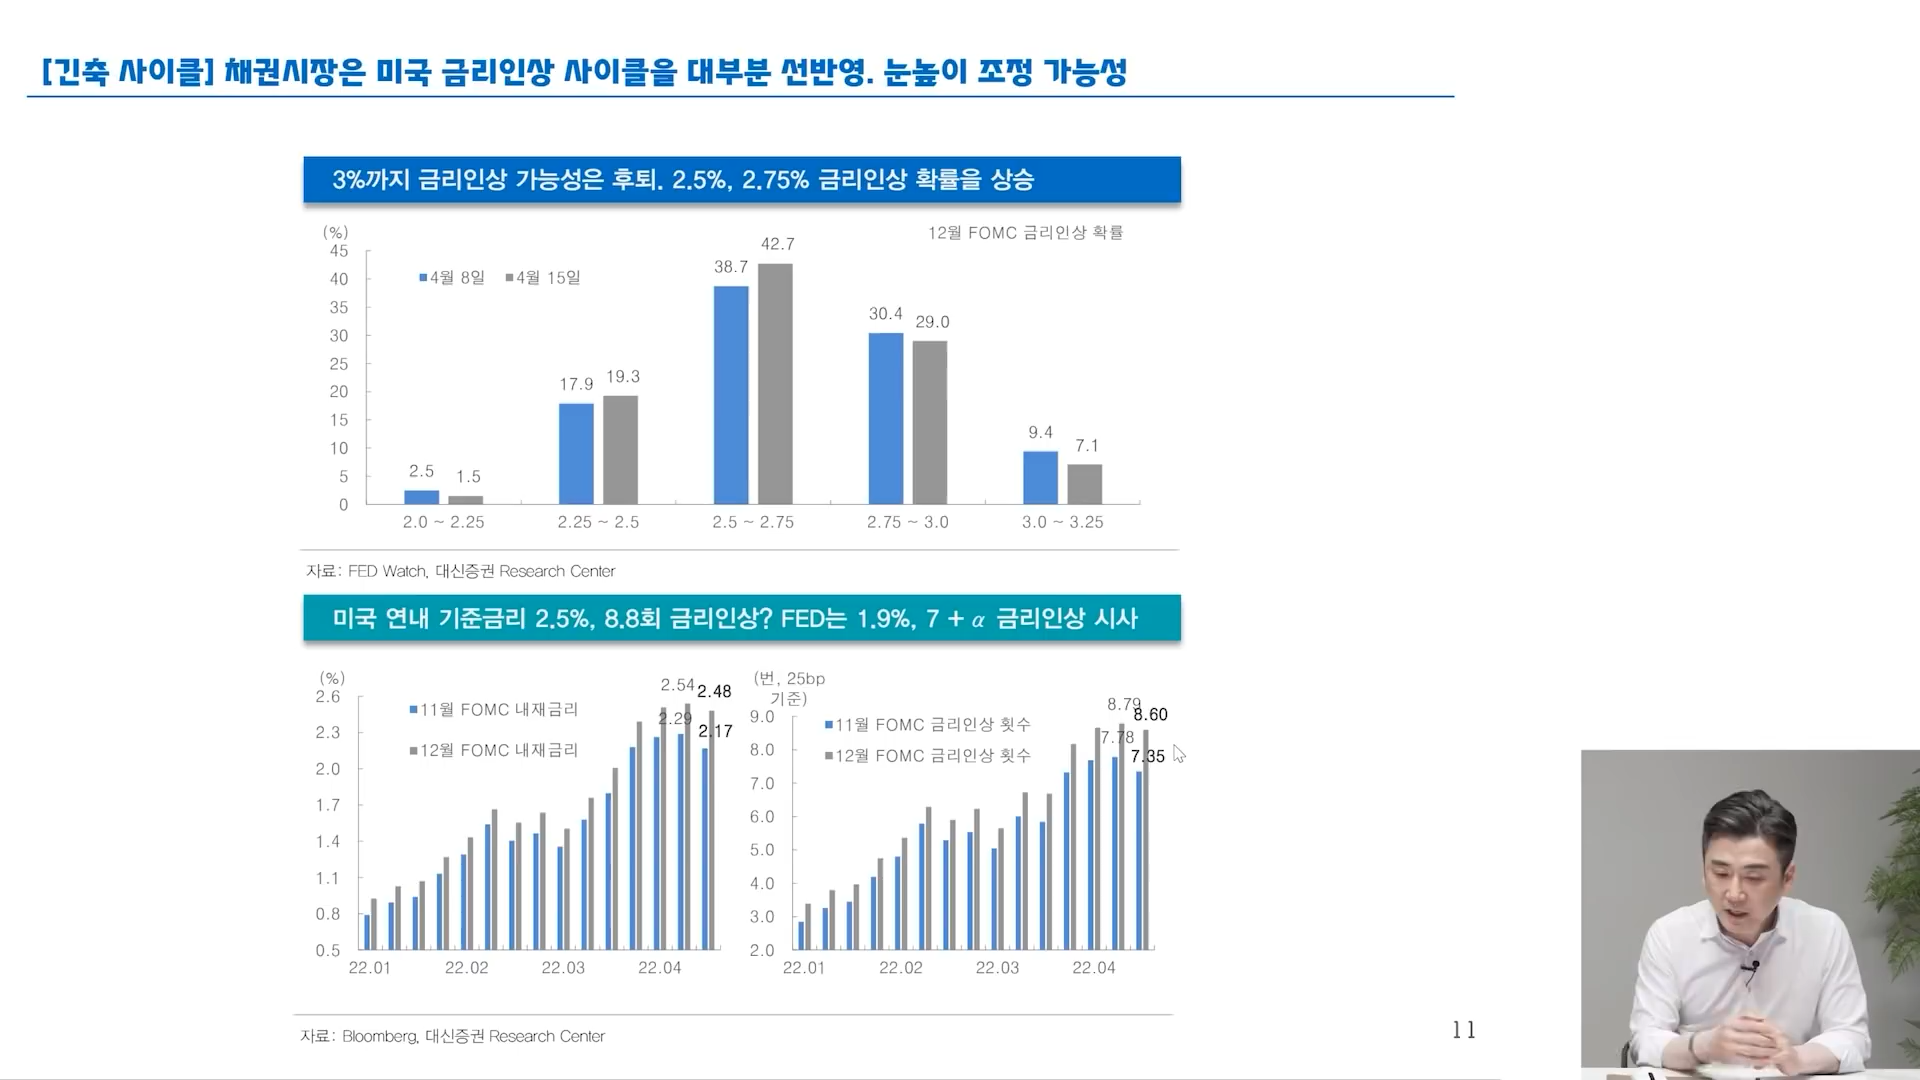 [긴축 사이클] 채권시장은 미국 금리인상 사이클을 대부분 선반영. 눈높이 조정 가능성
3%까지 금리인상 가능성은 후퇴. 2.5%, 2.75% 금리인상 확률을 상승
(%)
12월 FOMC 금리인상 확률
45
40
35
30
25
20
15
10
5
0
4월 8일 4월 15일
2.5 1.5
17.9 19.3
38.7 42.7
30.4 29.0
9.4 7.1
2.0 ~ 2.25 2.25 ~ 2.5 2.5 ~ 2.75 2.75 ~ 3.0 3.0 ~ 3.25
자료: FED Watch, 대신증권 Research Center
미국 연내 기준금리 2.5%, 8.8회 금리인상? FED는 1.9%, 7 + α 금리인상 시사
(%)
2.6
2.3
2.0
1.7
1.4
1.1
0.8
0.5
11월 FOMC 내재금리
12월 FOMC 내재금리
2.54 2.48
2.29 2.17
22.01 22.02 22.03 22.04
(번, 25bp
기준)
9.0
8.0
7.0
6.0
5.0
4.0
3.0
2.0
11월 FOMC 금리인상 횟수
12월 FOMC 금리인상 횟수
8.79 8.60
7.78 7.35
22.01 22.02 22.03 22.04
자료: Bloomberg, 대신증권 Research Center
11